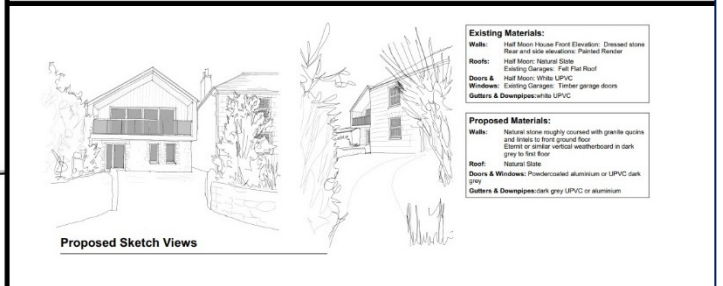 Existing Materials:
Walls: Half Moon House Front Elevation: Dressed stone
Rear and side elevations: Painted Render
Roofs: Half Moon: Natural Slate
Existing Garages: Felt Flat Roof
Doors & Half Moon: White UPVC
Windows: Existing Garages: Timber garage doors
Gutters & Downpipes:white UPVC
Proposed Materials:
Walls: Natural stone roughly coursed with granite quoins
and lintels to front ground floor
Eternit or similar vertical weatherboard in dark
grey to first floor
Roof: Natural Slate
Doors & Windows: Powdercoated aluminium or UPVC dark
grey
Gutters & Downpipes:dark grey UPVC or aluminium
Proposed Sketch Views